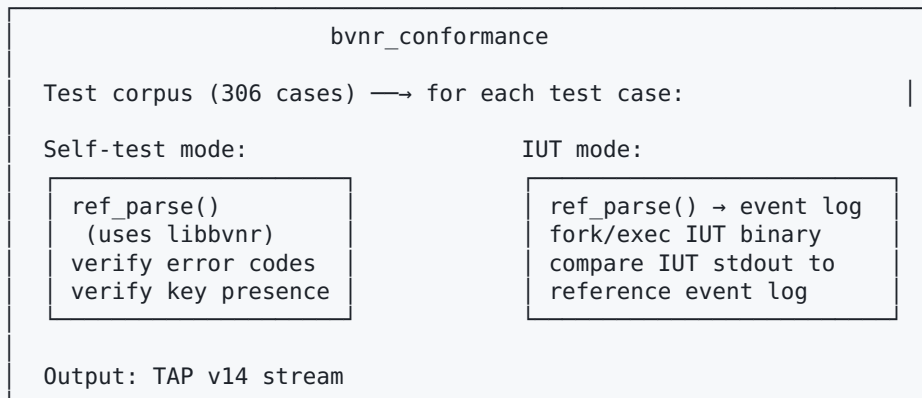 bvnr_conformance
Test corpus (306 cases) ──→ for each test case:
Self-test mode: IUT mode:
ref_parse() ref_parse() → event log
(uses libbvnr) fork/exec IUT binary
verify error codes compare IUT stdout to
verify key presence reference event log
Output: TAP v14 stream